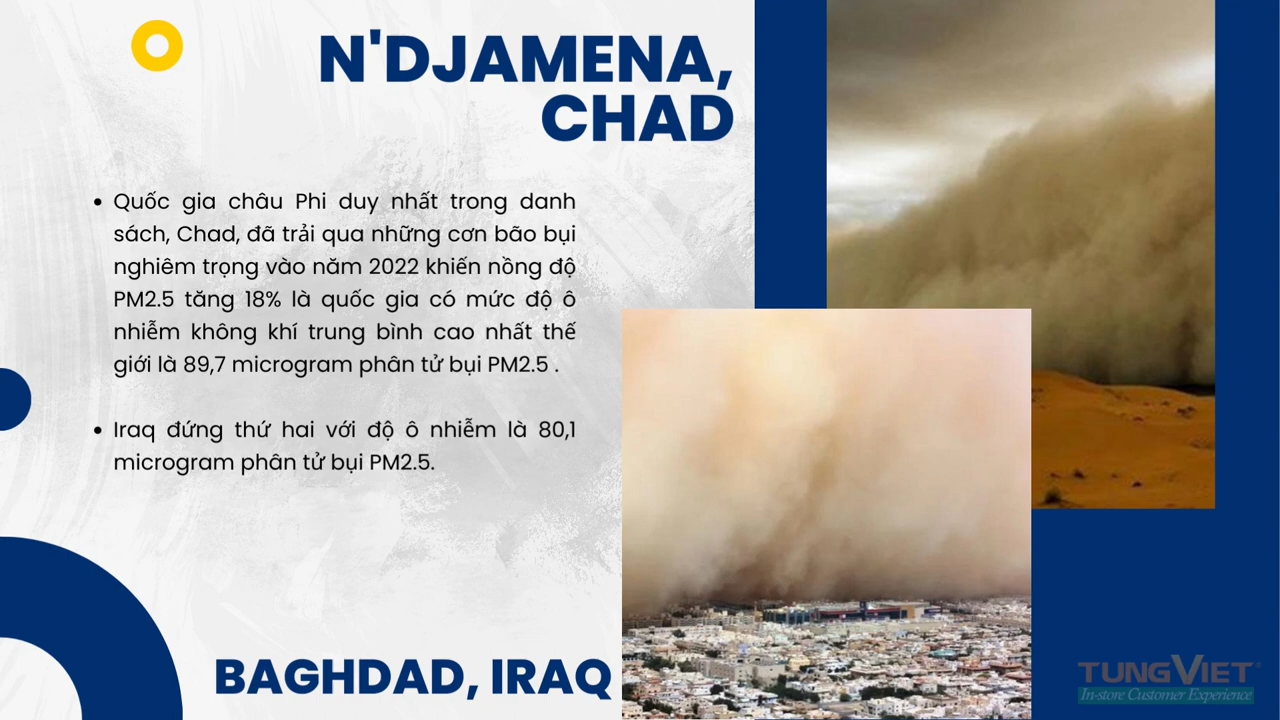 N'DJAMENA,
CHAD
• Quốc gia châu Phi duy nhất trong danh
sách, Chad, đã trải qua những cơn bão bụi
nghiêm trọng vào năm 2022 khiến nồng độ
PM2.5 tăng 18% là quốc gia có mức độ ô
nhiễm không khí trung bình cao nhất thế
giới là 89,7 microgram phân tử bụi PM2.5 .
• Iraq đứng thứ hai với độ ô nhiễm là 80,1
microgram phân tử bụi PM2.5.
BAGHDAD, IRAQ
TUNGVIET®
In-store Customer Experience